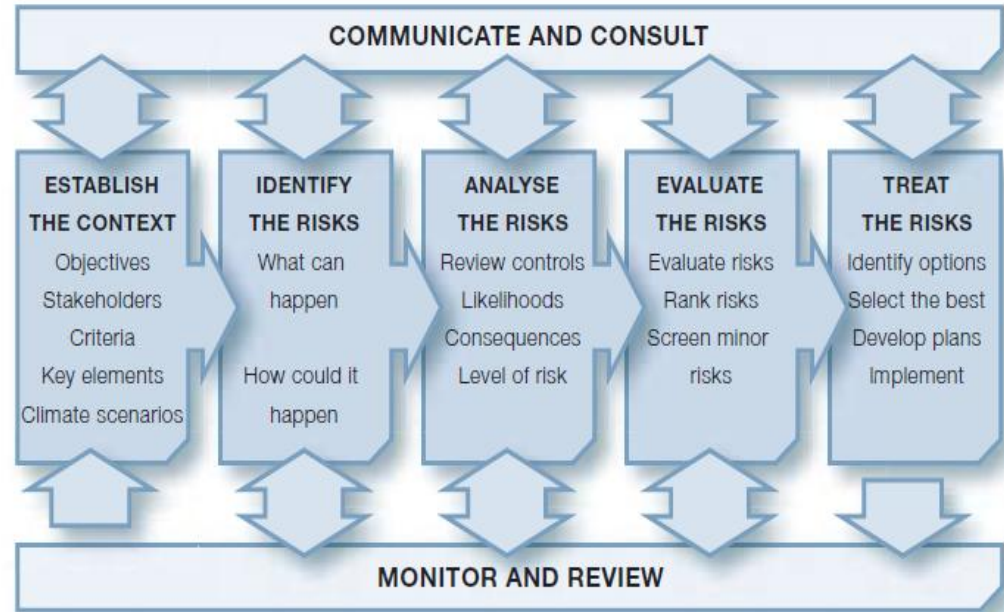 COMMUNICATE AND CONSULT
ESTABLISH
THE CONTEXT
Objectives
Stakeholders
Criteria
Key elements
Climate scenarios
IDENTIFY
THE RISKS
What can
happen
How could it
happen
ANALYSE
THE RISKS
Review controls
Likelihoods
Consequences
Level of risk
EVALUATE
THE RISKS
Evaluate risks
Rank risks
Screen minor
risks
TREAT
THE RISKS
Identify options
Select the best
Develop plans
Implement
MONITOR AND REVIEW